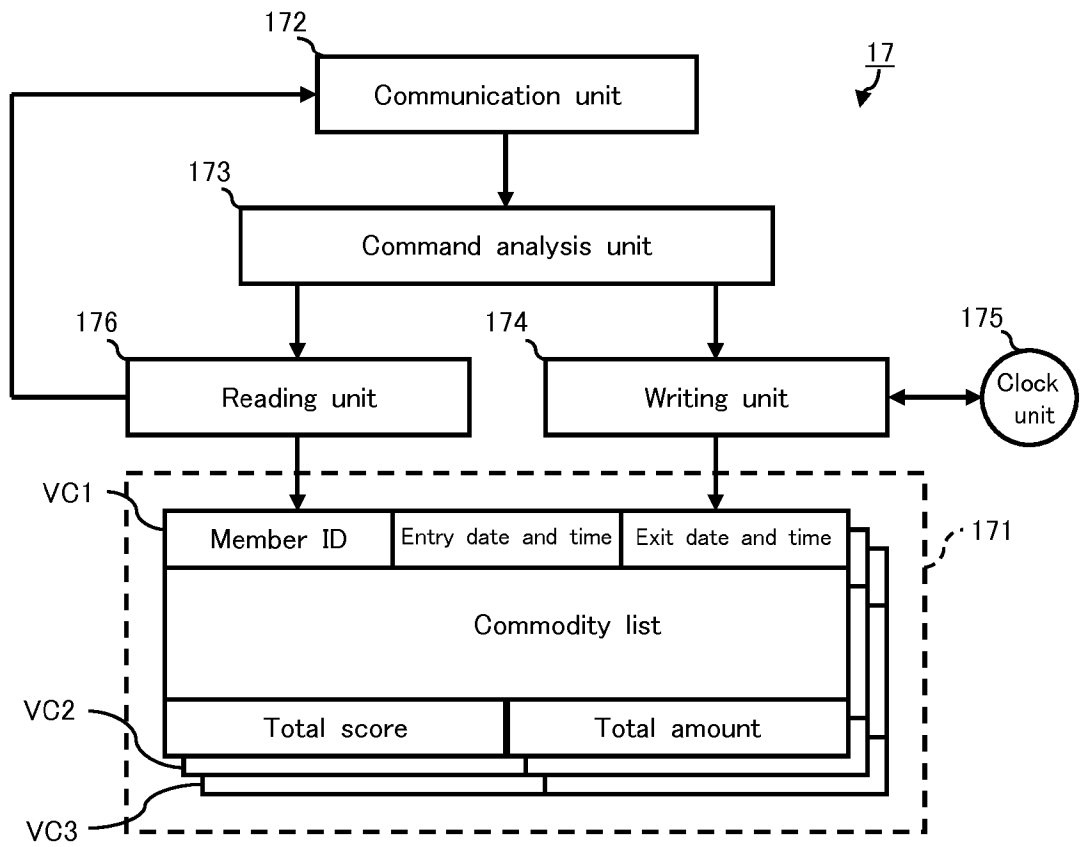 172
17
Communication unit
173
Command analysis unit
176
174
175
Reading unit
Writing unit
Clock
unit
VC1
Member ID
Entry date and time
Exit date and time
171
Commodity list
VC2
Total score
Total amount
VC3